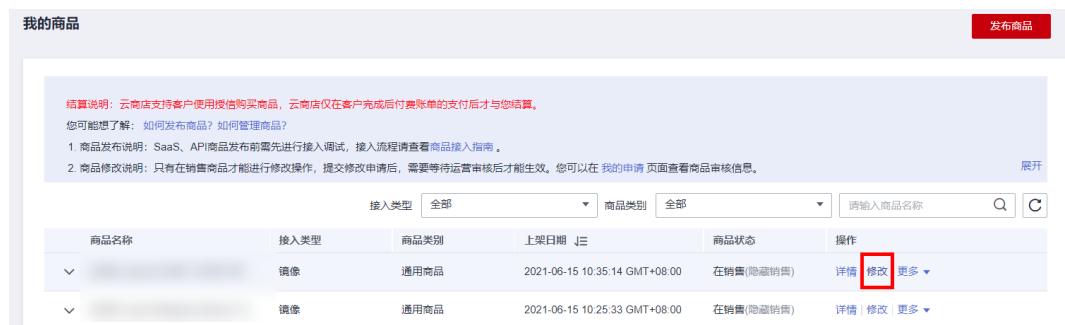 我的商品
发布商品
结算说明：云商店支持客户使用授信购买商品，云商店仅在客户完成后付费账单的支付后才与您结算。
您可能想了解： 如何发布商品？如何管理商品？
1. 商品发布说明：SaaS、API商品发布前需先进行接入调试，接入流程请查看商品接入指南 。
2. 商品修改说明：只有在销售商品才能进行修改操作，提交修改申请后，需要等待运营审核后才能生效。您可以在 我的申请 页面查看商品审核信息。
展开
接入类型 全部 商品类别 全部 请输入商品名称
商品名称 接入类型 商品类别 上架日期 商品状态 操作
镜像 通用商品 2021-06-15 10:35:14 GMT+08:00 在销售(隐藏销售) 详情 修改 更多
镜像 通用商品 2021-06-15 10:25:33 GMT+08:00 在销售(隐藏销售) 详情 修改 更多